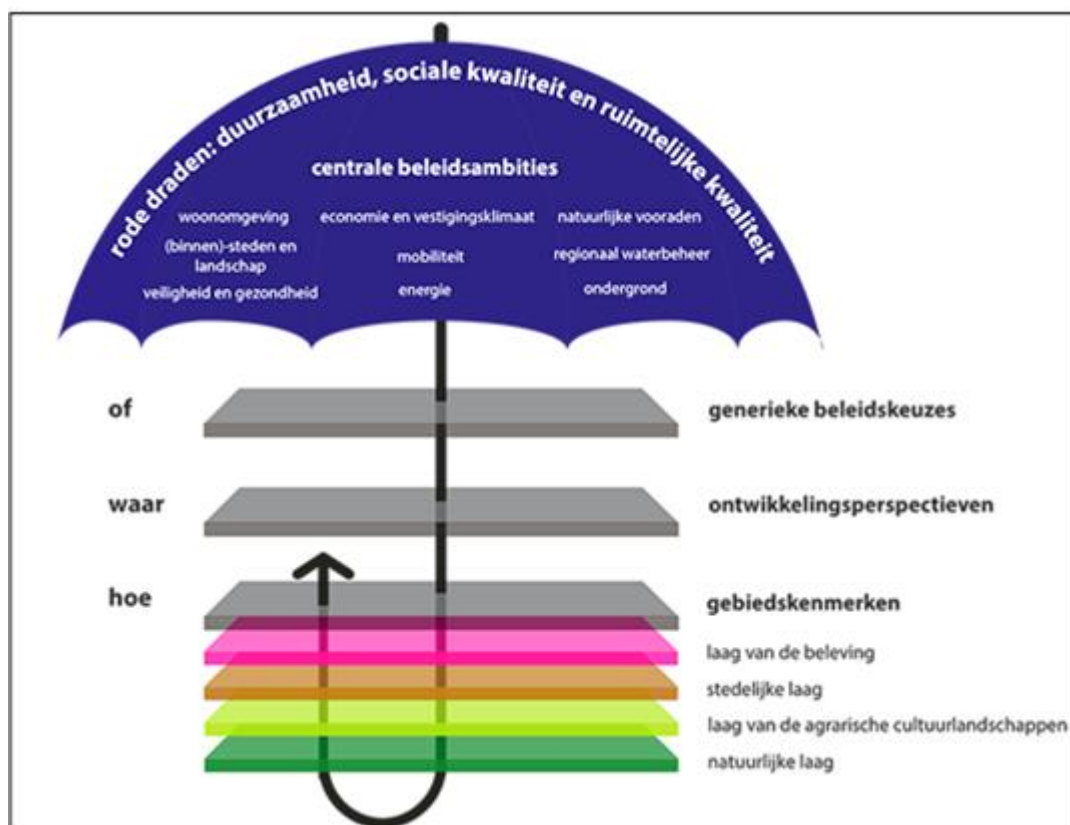 rode draden: duurzaamheid, sociale kwaliteit en ruimtelijke kwaliteit
centrale beleidsambities
woonomgeving
economie en vestigingsklimaat
natuurlijke vooraden
(binnen)-steden en
landschap
mobiliteit
regionaal waterbeheer
veiligheid en gezondheid
energie
ondergrond
of
generieke beleidskeuzes
waar
ontwikkelingsperspectieven
hoe
gebiedskenmerken
laag van de beleving
stedelijke laag
laag van de agrarische cultuurlandschappen
natuurlijke laag